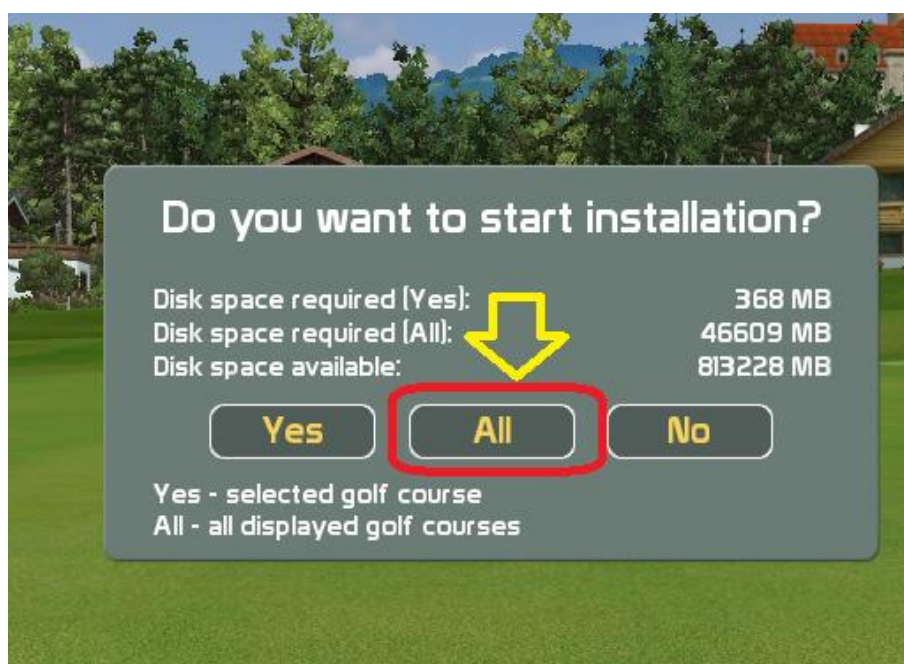 Do you want to start installation?
Disk space required (Yes): 368 MB
Disk space required (All): 46609 MB
Disk space available: 813228 MB
Yes All No
Yes - selected golf course
All - all displayed golf courses